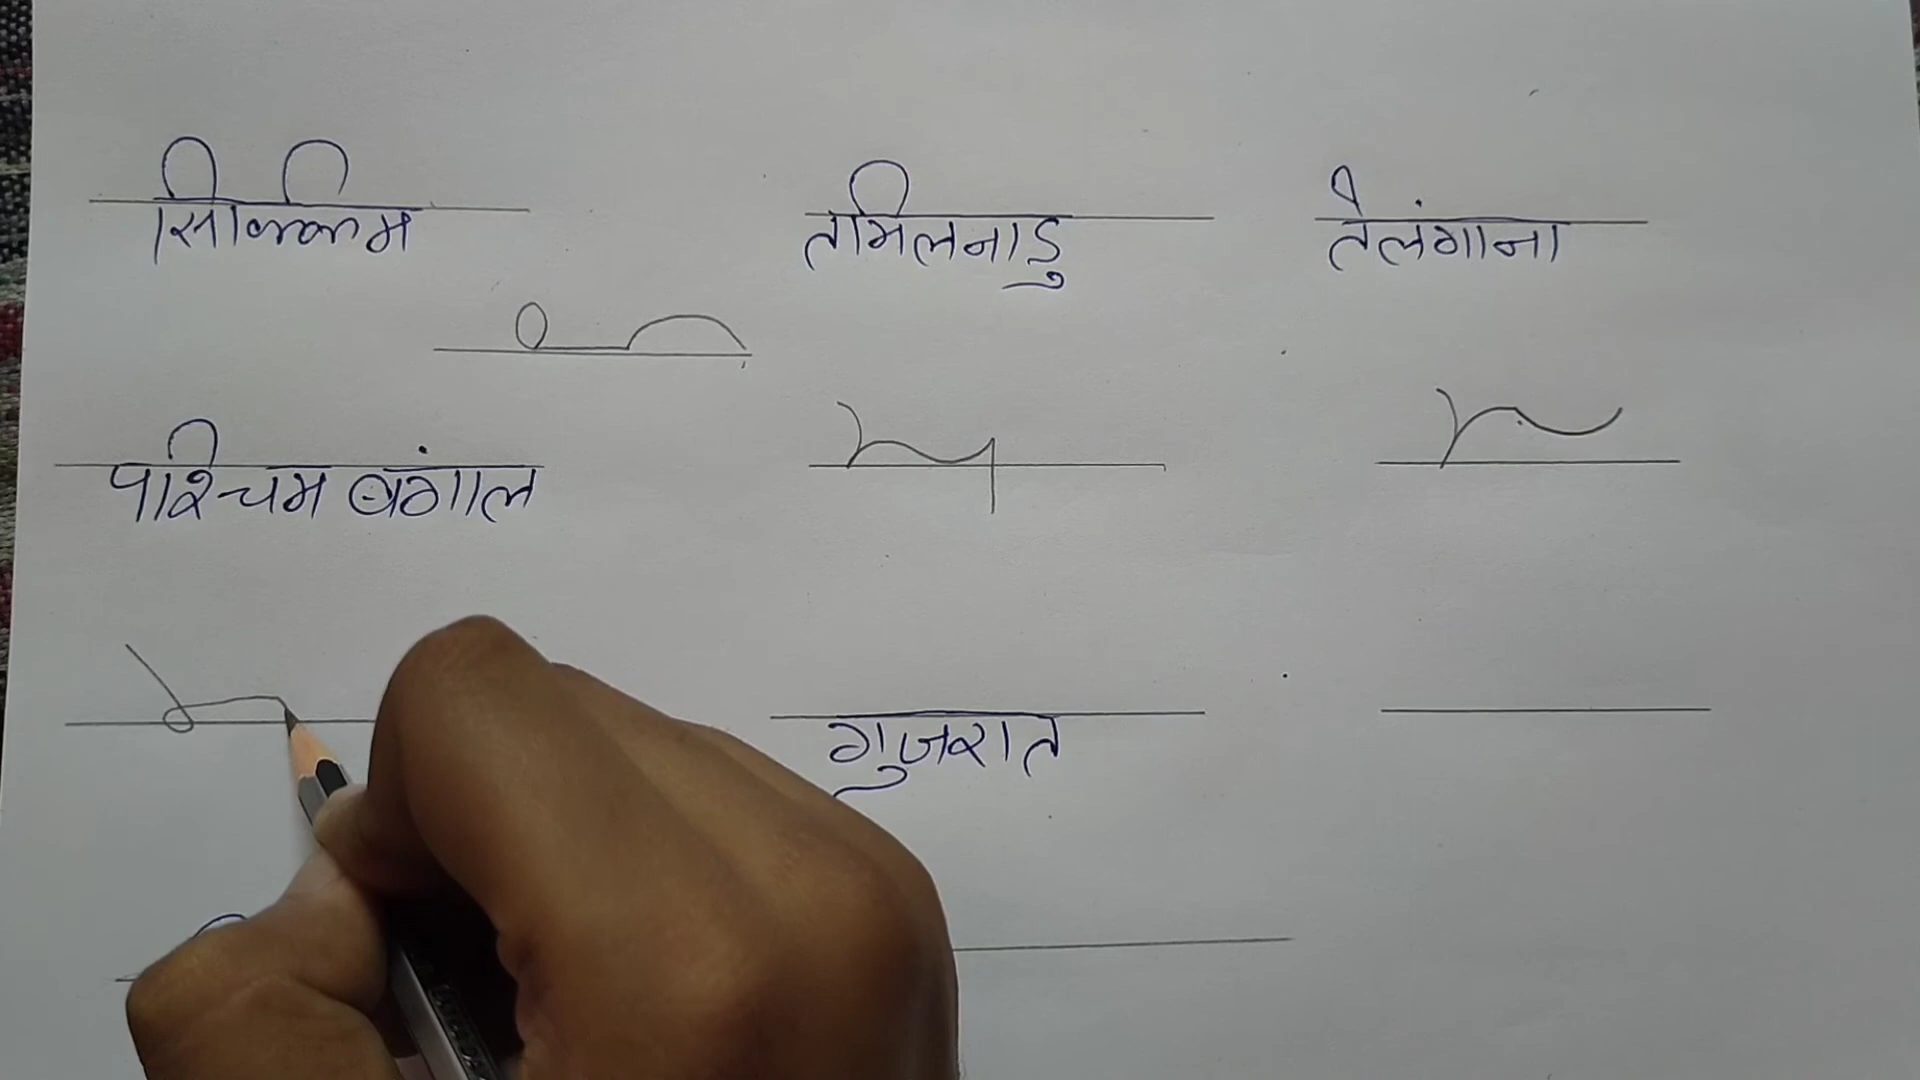 सिक्किम तमिलनाडु तेलंगाना
पश्चिम बंगाल
गुजरात